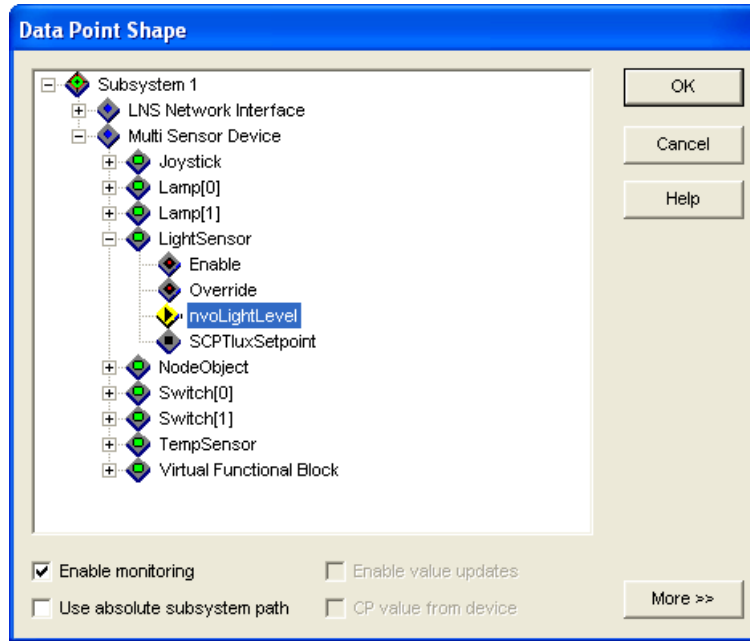 Data Point Shape
Subsystem 1
LNS Network Interface
Multi Sensor Device
Joystick
Lamp[0]
Lamp[1]
LightSensor
Enable
Override
nvoLightLevel
SCPTluxSetpoint
NodeObject
Switch[0]
Switch[1]
TempSensor
Virtual Functional Block
OK
Cancel
Help
Enable monitoring
Enable value updates
Use absolute subsystem path
CP value from device
More >>